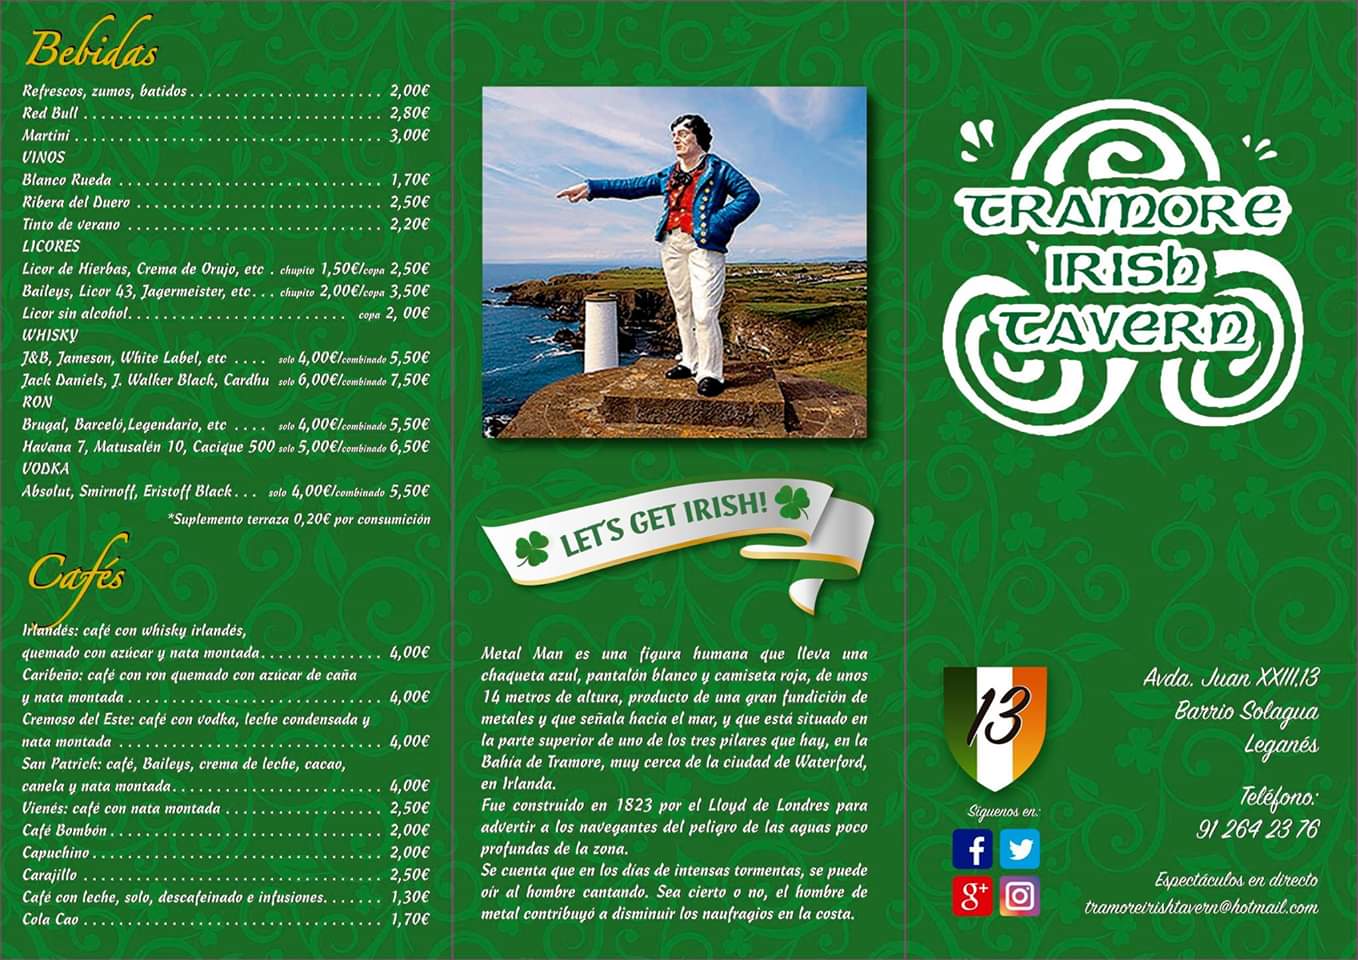 Bebidas
Refrescos, zumos, batidos . . . . . . . . . . . . . . . . . . . . . . 2,00€
Red Bull . . . . . . . . . . . . . . . . . . . . . . . . . . . . . . . . . . 2,80€
Martini . . . . . . . . . . . . . . . . . . . . . . . . . . . . . . . . . . . 3,00€
VINOS
Blanco Rueda . . . . . . . . . . . . . . . . . . . . . . . . . . . . . . 1,70€
Ribera del Duero . . . . . . . . . . . . . . . . . . . . . . . . . . . . 2,50€
Tinto de verano . . . . . . . . . . . . . . . . . . . . . . . . . . . . . 2,20€
LICORES
Licor de Hierbas, Crema de Orujo, etc . chupito 1,50€/copa 2,50€
Baileys, Licor 43, Jagermeister, etc. . . chupito 2,00€/copa 3,50€
Licor sin alcohol. . . . . . . . . . . . . . . . . . . . . . . . . copa 2, 00€
WHISKY
J&B, Jameson, White Label, etc . . . . solo 4,00€/combinado 5,50€
Jack Daniels, J. Walker Black, Cardhu solo 6,00€/combinado 7,50€
RON
Brugal, Barceló,Legendario, etc . . . . solo 4,00€/combinado 5,50€
Havana 7, Matusalén 10, Cacique 500 solo 5,00€/combinado 6,50€
VODKA
Absolut, Smirnoff, Eristoff Black . . . solo 4,00€/combinado 5,50€
*Suplemento terraza 0,20€ por consumición
Cafés
Irlandés: café con whisky irlandés,
quemado con azúcar y nata montada. . . . . . . . . . . . . . . 4,00€
Caribeño: café con ron quemado con azúcar de caña
y nata montada . . . . . . . . . . . . . . . . . . . . . . . . . . . . . 4,00€
Cremoso del Este: café con vodka, leche condensada y
nata montada . . . . . . . . . . . . . . . . . . . . . . . . . . . . . . 4,00€
San Patrick: café, Baileys, crema de leche, cacao,
canela y nata montada. . . . . . . . . . . . . . . . . . . . . . . . . 4,00€
Vienés: café con nata montada . . . . . . . . . . . . . . . . . . 2,50€
Café Bombón . . . . . . . . . . . . . . . . . . . . . . . . . . . . . . . 2,00€
Capuchino . . . . . . . . . . . . . . . . . . . . . . . . . . . . . . . . . 2,00€
Carajillo . . . . . . . . . . . . . . . . . . . . . . . . . . . . . . . . . . 2,50€
Café con leche, solo, descafeinado e infusiones. . . . . . . 1,30€
Cola Cao . . . . . . . . . . . . . . . . . . . . . . . . . . . . . . . . . . 1,70€
LET'S GET IRISH!
Metal Man es una figura humana que lleva una
chaqueta azul, pantalón blanco y camiseta roja, de unos
14 metros de altura, producto de una gran fundición de
metales y que señala hacia el mar, y que está situado en
la parte superior de uno de los tres pilares que hay, en la
Bahía de Tramore, muy cerca de la ciudad de Waterford,
en Irlanda.
Fue construido en 1823 por el Lloyd de Londres para
advertir a los navegantes del peligro de las aguas poco
profundas de la zona.
Se cuenta que en los días de intensas tormentas, se puede
oír al hombre cantando. Sea cierto o no, el hombre de
metal contribuyó a disminuir los naufragios en la costa.
TRAMORE
IRISH
TAVERN
13
Síguenos en:
f
g+
Avda. Juan XXIII,13
Barrio Solagua
Leganés
Teléfono:
91 264 23 76
Espectáculos en directo
tramoreirishtavern@hotmail.com